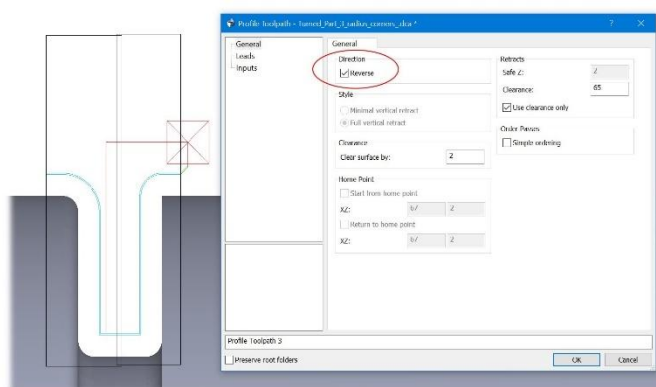 Profile Toolpath - Turned_Part_3_radius_corners_.dca *
? X
General
Leads
Inputs
General
Direction
Reverse
Style
Minimal vertical retract
Full vertical retract
Clearance
Clear surface by: 2
Home Point
Start from home point
XZ: 67 2
Return to home point
XZ: 67 2
Retracts
Safe Z: 2
Clearance: 65
Use clearance only
Order Passes
Simple ordering
Profile Toolpath 3
Preserve root folders
OK Cancel